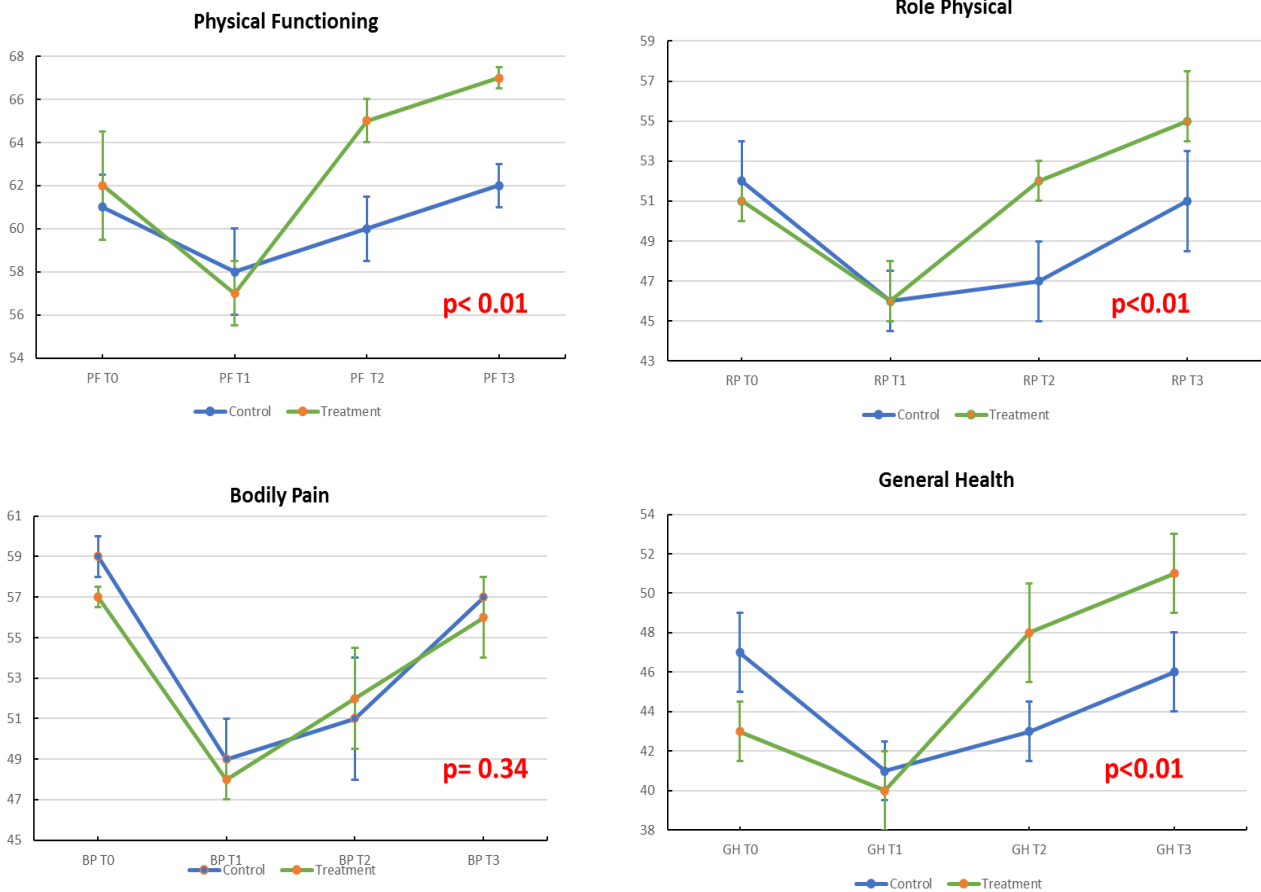 Physical Functioning
68
66
64
62
60
58
56
54
p< 0.01
PF T0 PF T1 PF T2 PF T3
Control Treatment
Role Physical
59
57
55
53
51
49
47
45
43
p<0.01
RP T0 RP T1 RP T2 RP T3
Control Treatment
Bodily Pain
61
59
57
55
53
51
49
47
45
p= 0.34
BP T0 BP T1 BP T2 BP T3
Control Treatment
General Health
54
52
50
48
46
44
42
40
38
p<0.01
GH T0 GH T1 GH T2 GH T3
Control Treatment